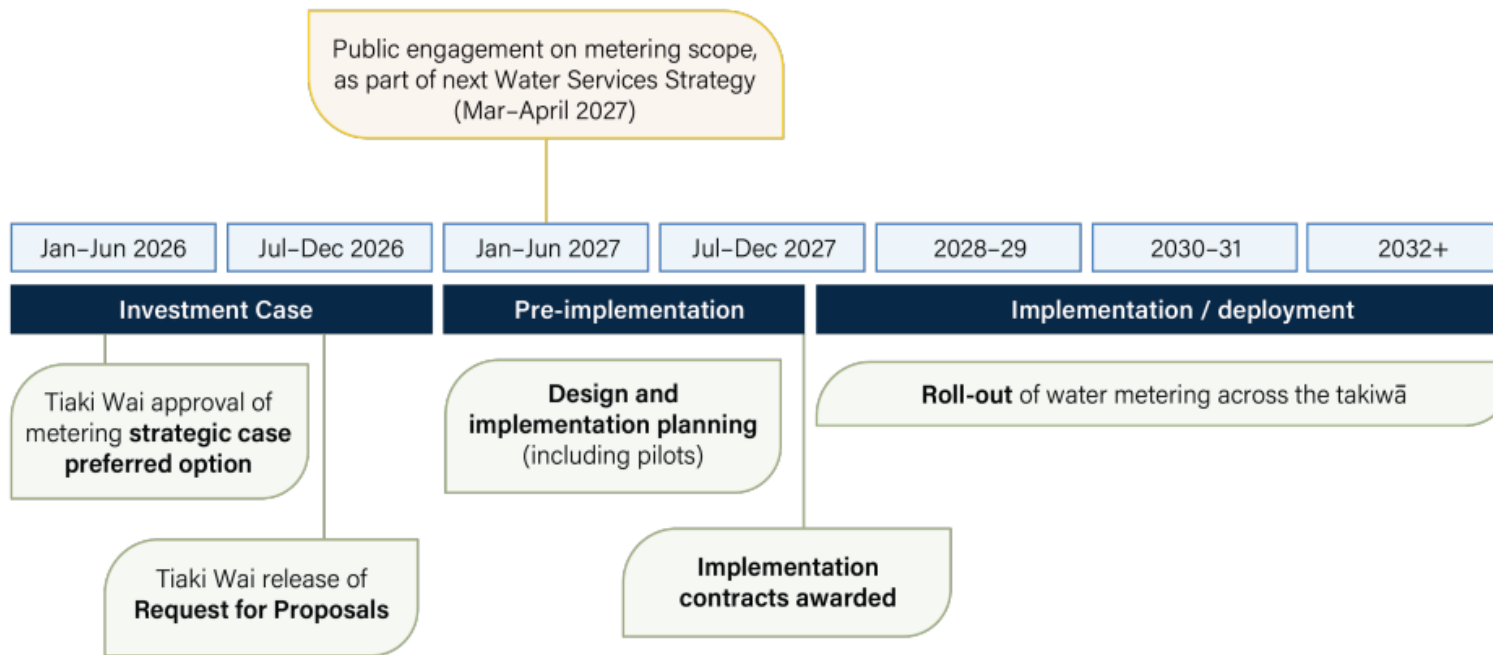 Public engagement on metering scope,
as part of next Water Services Strategy
(Mar–April 2027)
Jan–Jun 2026
Jul–Dec 2026
Jan–Jun 2027
Jul–Dec 2027
2028–29
2030–31
2032+
Investment Case
Pre-implementation
Implementation / deployment
Tiaki Wai approval of
metering strategic case
preferred option
Design and
implementation planning
(including pilots)
Roll-out of water metering across the takiwā
Tiaki Wai release of
Request for Proposals
Implementation
contracts awarded